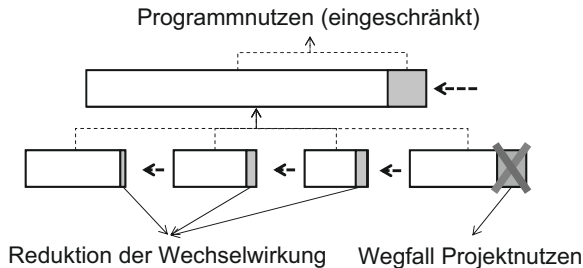 Programmnutzen (eingeschränkt)
Reduktion der Wechselwirkung
Wegfall Projektnutzen